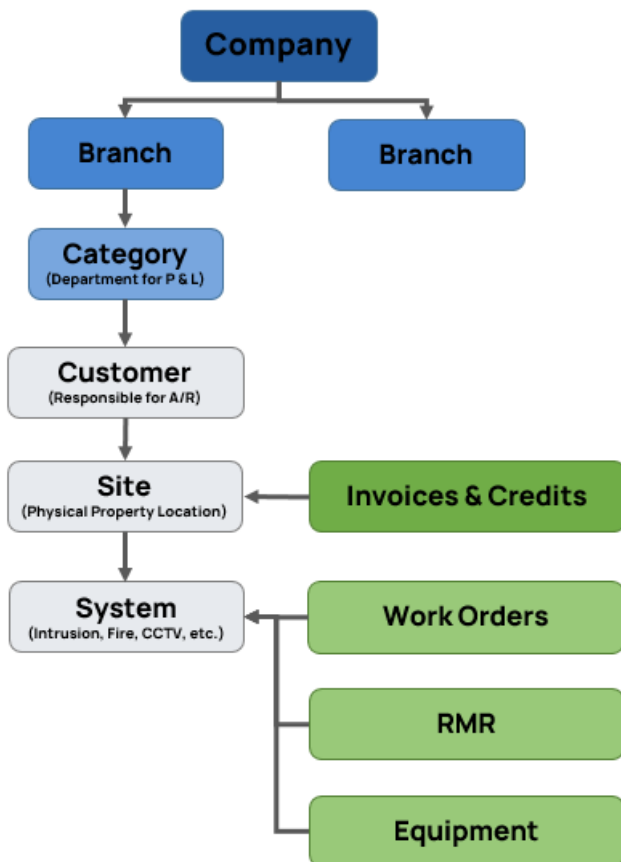 Company
Branch
Branch
Category
(Department for P & L)
Customer
(Responsible for A/R)
Site
(Physical Property Location)
Invoices & Credits
System
(Intrusion, Fire, CCTV, etc.)
Work Orders
RMR
Equipment